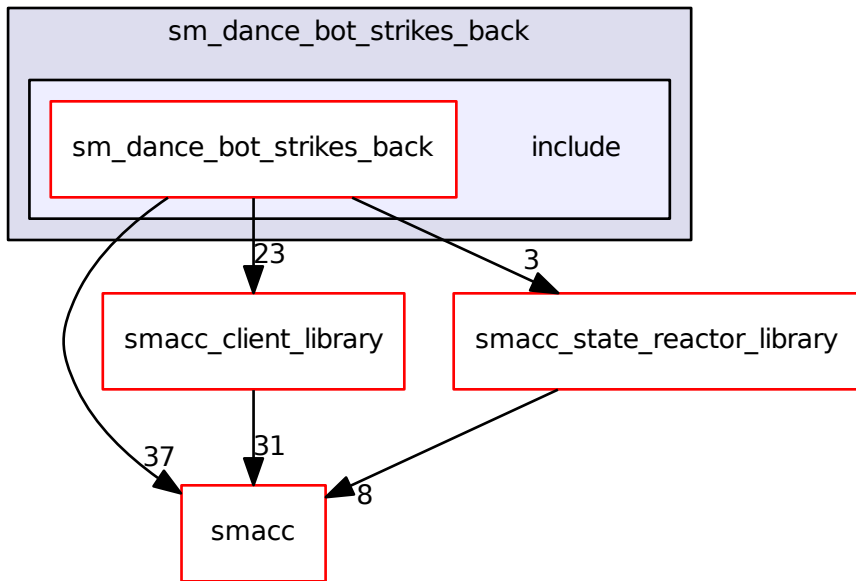 sm_dance_bot_strikes_back
sm_dance_bot_strikes_back
include
23
3
smacc_client_library
smacc_state_reactor_library
37
31
8
smacc